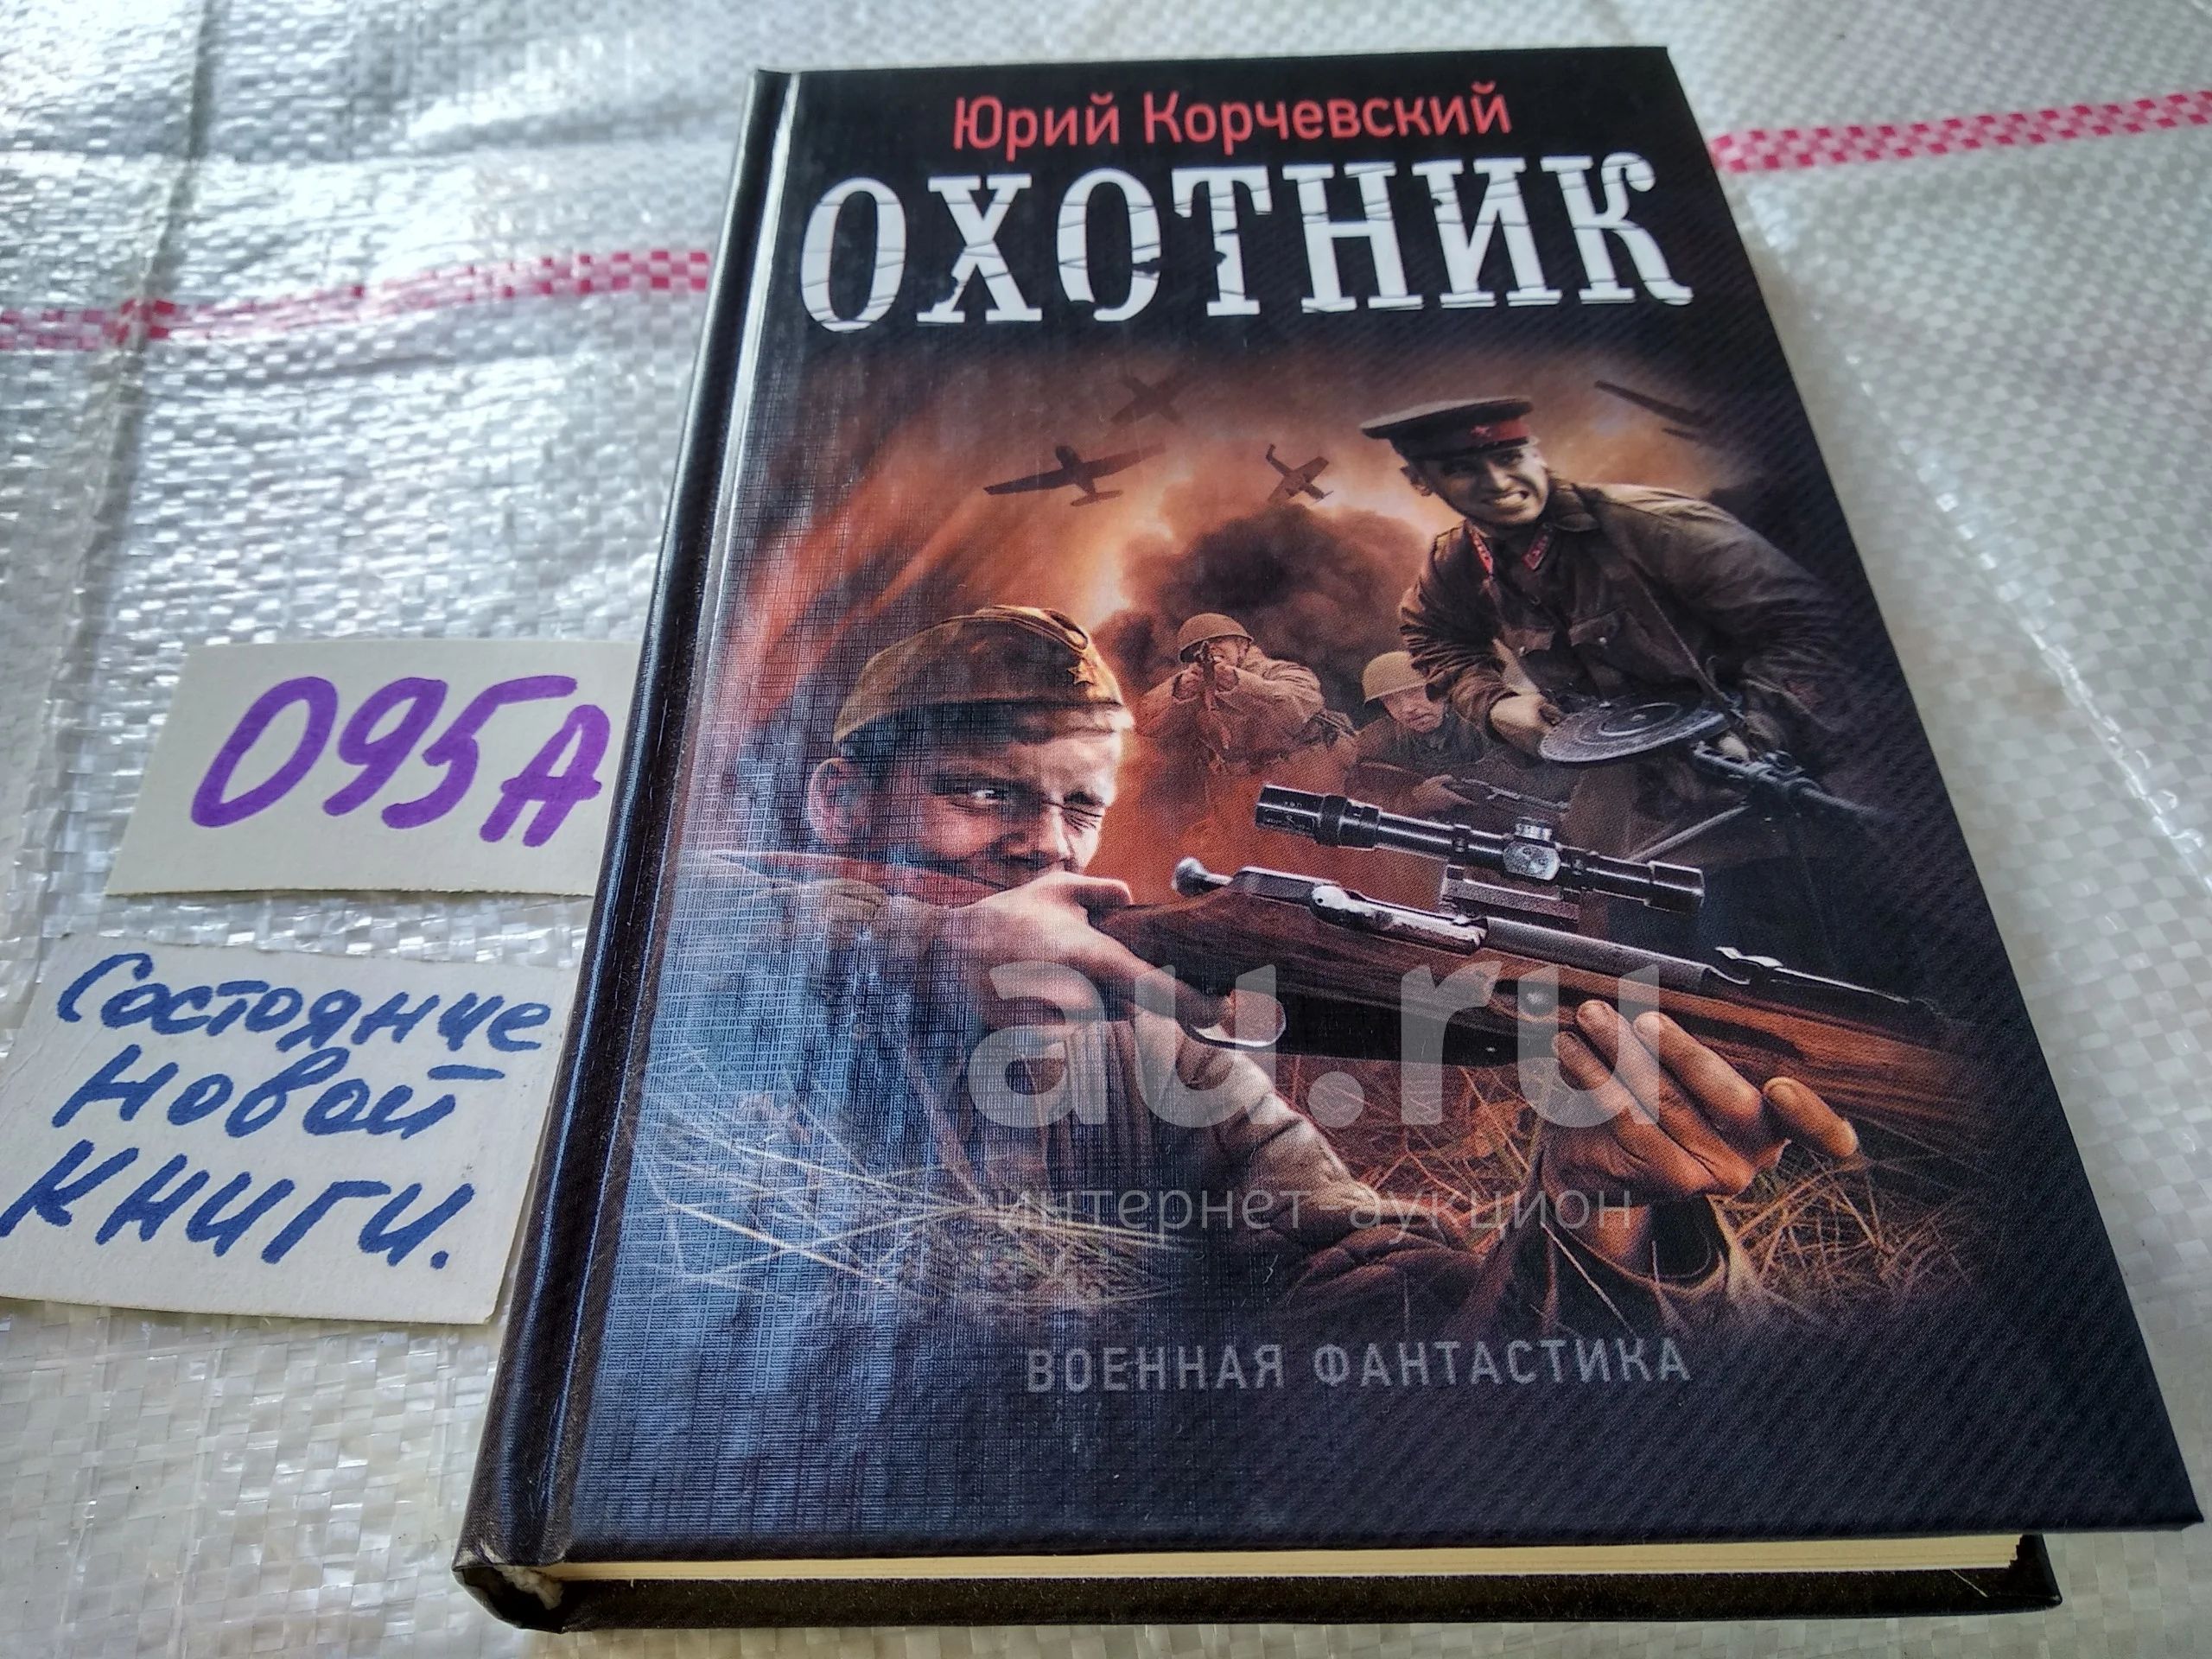 Юрий Корчевский
ОХОТНИК
095А
Состояние
новой
книги.
au.ru
интернет аукцион
ВОЕННАЯ ФАНТАСТИКА